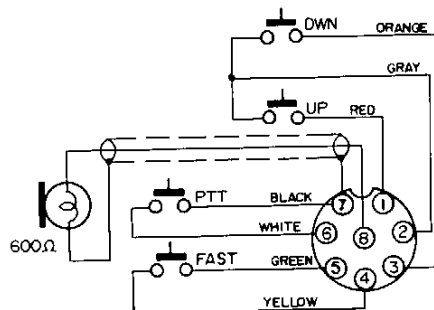 DWN
ORANGE
GRAY
UP
RED
PTT
BLACK
7
1
WHITE
6
8
2
600Ω
FAST
GREEN
5
4
3
YELLOW